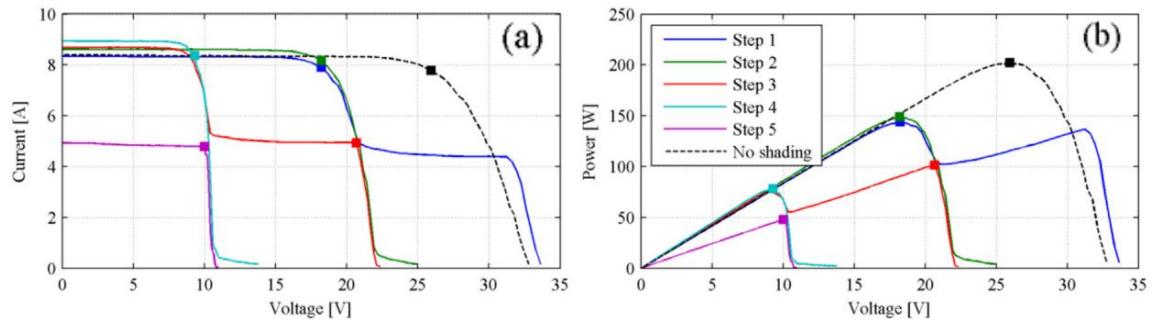 10
8
6
4
2
0
Current [A]
(a)
0 5 10 15 20 25 30 35
Voltage [V]
250
200
150
100
50
0
Power [W]
(b)
Step 1
Step 2
Step 3
Step 4
Step 5
No shading
0 5 10 15 20 25 30 35
Voltage [V]